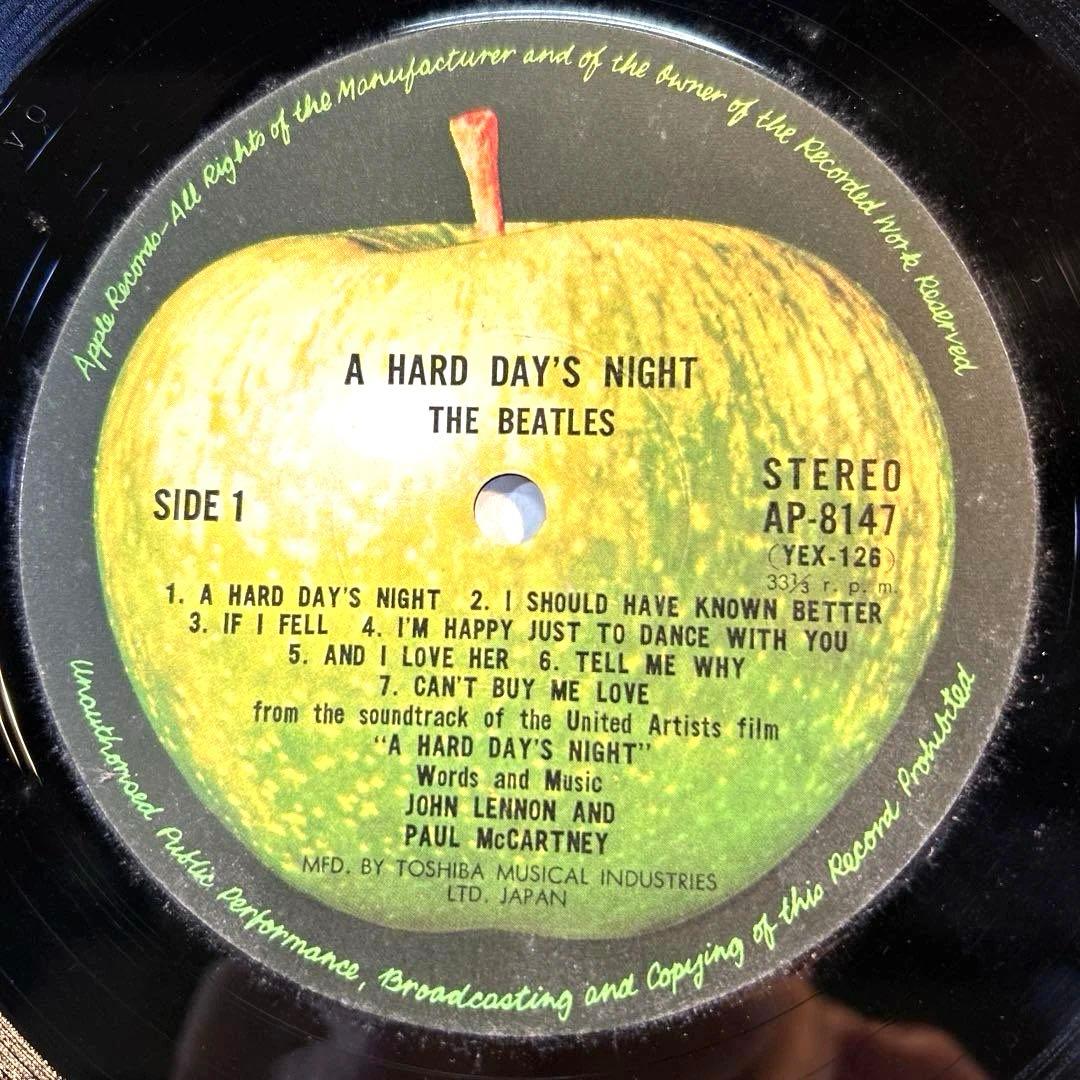 Apple Records—All Rights of the Manufacturer and of the Owner of the Recorded Work Reserved
A HARD DAY'S NIGHT
THE BEATLES
SIDE 1
STEREO
AP-8147
(YEX-126)
33⅓ r. p. m.
1. A HARD DAY'S NIGHT 2. I SHOULD HAVE KNOWN BETTER
3. IF I FELL 4. I'M HAPPY JUST TO DANCE WITH YOU
5. AND I LOVE HER 6. TELL ME WHY
7. CAN'T BUY ME LOVE
from the soundtrack of the United Artists film
"A HARD DAY'S NIGHT"
Words and Music
JOHN LENNON AND
PAUL McCARTNEY
MFD. BY TOSHIBA MUSICAL INDUSTRIES
LTD. JAPAN
Unauthorised Public Performance, Broadcasting and Copying of this Record Prohibited